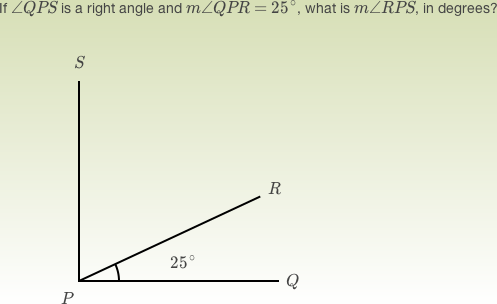 If ∠QPS is a right angle and m∠QPR = 25°, what is m∠RPS, in degrees?
S
R
25°
Q
P